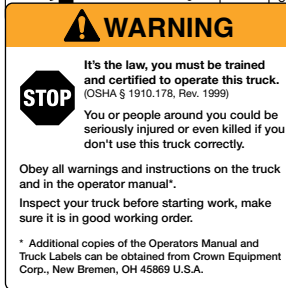 WARNING
STOP
It's the law, you must be trained
and certified to operate this truck.
(OSHA § 1910.178, Rev. 1999)
You or people around you could be
seriously injured or even killed if you
don't use this truck correctly.
Obey all warnings and instructions on the truck
and in the operator manual*.
Inspect your truck before starting work, make
sure it is in good working order.
* Additional copies of the Operators Manual and
Truck Labels can be obtained from Crown Equipment
Corp., New Bremen, OH 45869 U.S.A.